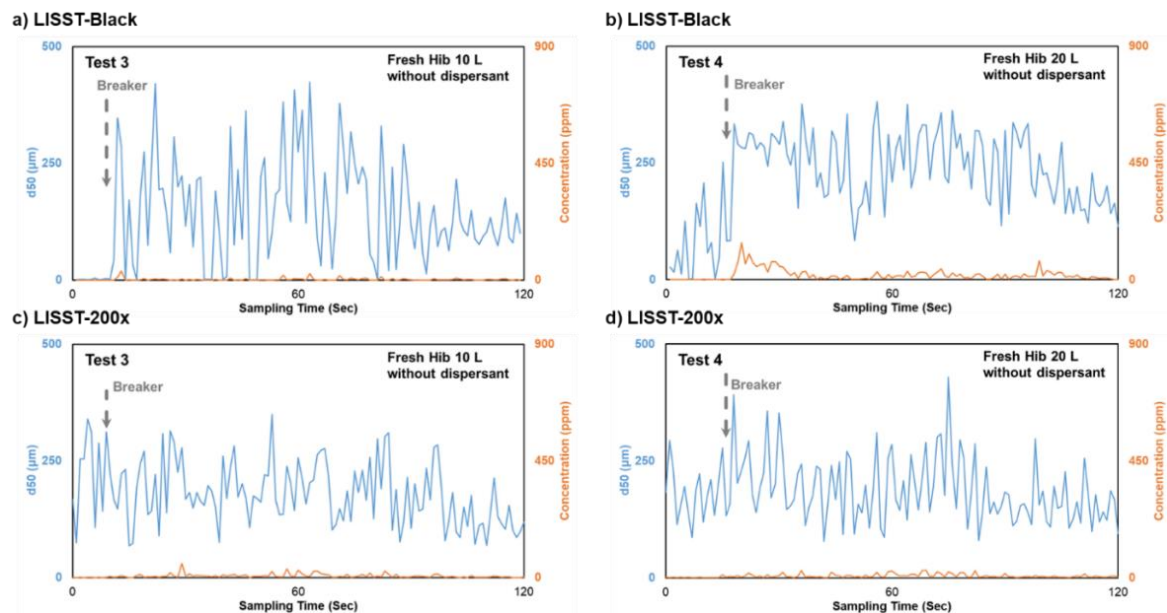 a) LISST-Black
500
250
0
d50 (µm)
Test 3
Breaker
Fresh Hib 10 L
without dispersant
900
450
0
Concentration (ppm)
0
60
120
Sampling Time (Sec)
b) LISST-Black
500
250
0
d50 (µm)
Test 4
Breaker
Fresh Hib 20 L
without dispersant
900
450
0
Concentration (ppm)
0
60
120
Sampling Time (Sec)
c) LISST-200x
500
250
0
d50 (µm)
Test 3
Breaker
Fresh Hib 10 L
without dispersant
900
450
0
Concentration (ppm)
0
60
120
Sampling Time (Sec)
d) LISST-200x
500
250
0
d50 (µm)
Test 4
Breaker
Fresh Hib 20 L
without dispersant
900
450
0
Concentration (ppm)
0
60
120
Sampling Time (Sec)